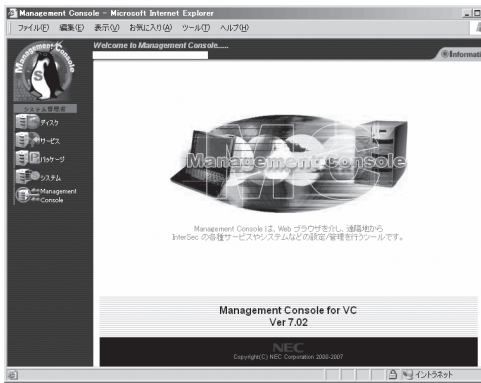 Management Console - Microsoft Internet Explorer
ファイル(F) 編集(E) 表示(V) お気に入り(A) ツール(T) ヘルプ(H)
Management Console
S
Welcome to Management Console.....
Informati
システム管理者
ディスク
サービス
パッケージ
システム
Management
Console
MC
Management Console
Management Console は、Web ブラウザを介し、遠隔地から
InterSec の各種サービスやシステムなどの設定/管理を行うツールです。
Management Console for VC
Ver 7.02
NEC
Copyright(C) NEC Corporation 2000-2007
イントラネット